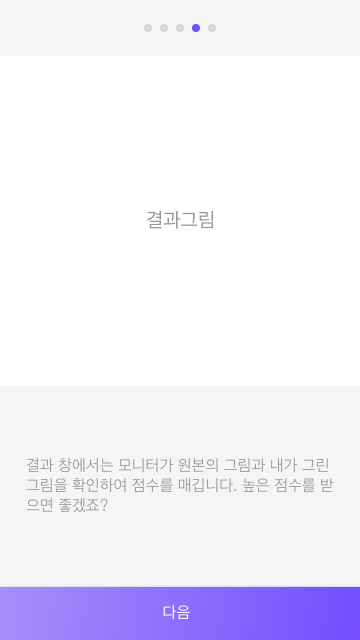 결과그림
결과 창에서는 모니터가 원본의 그림과 내가 그린
그림을 확인하여 점수를 매깁니다. 높은 점수를 받
으면 좋겠죠?
다음